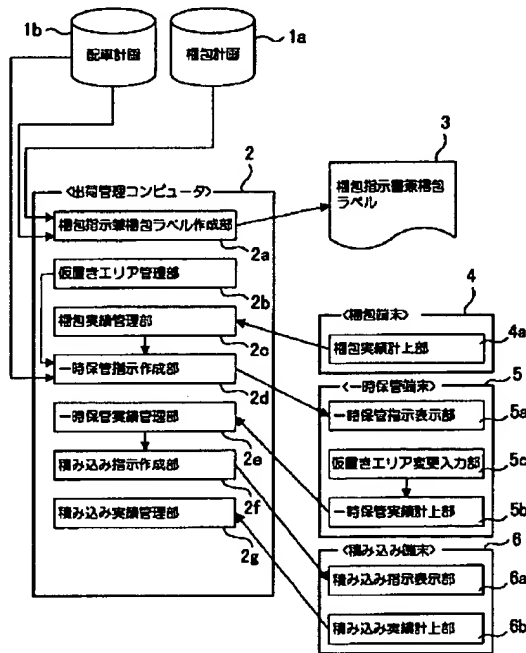 1b
配車計画
梱包計画
1a
3
梱包指示書兼梱包
ラベル
2
<出荷管理コンピュータ>
梱包指示兼梱包ラベル作成部
2a
仮置きエリア管理部
2b
梱包実績管理部
2c
一時保管指示作成部
2d
一時保管実績管理部
2e
積み込み指示作成部
2f
積み込み実績管理部
2g
4
<梱包端末>
梱包実績計上部
4a
5
<一時保管端末>
一時保管指示表示部
5a
仮置きエリア変更入力部
5c
一時保管実績計上部
5b
6
<積み込み端末>
積み込み指示表示部
6a
積み込み実績計上部
6b